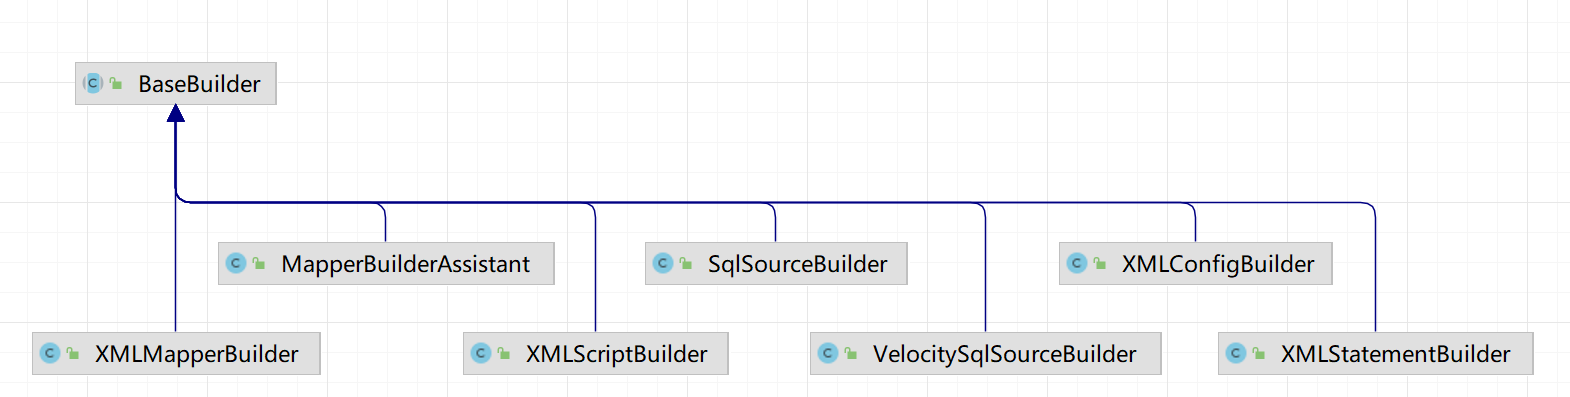 BaseBuilder
MapperBuilderAssistant
SqlSourceBuilder
XMLConfigBuilder
XMLMapperBuilder
XMLScriptBuilder
VelocitySqlSourceBuilder
XMLStatementBuilder